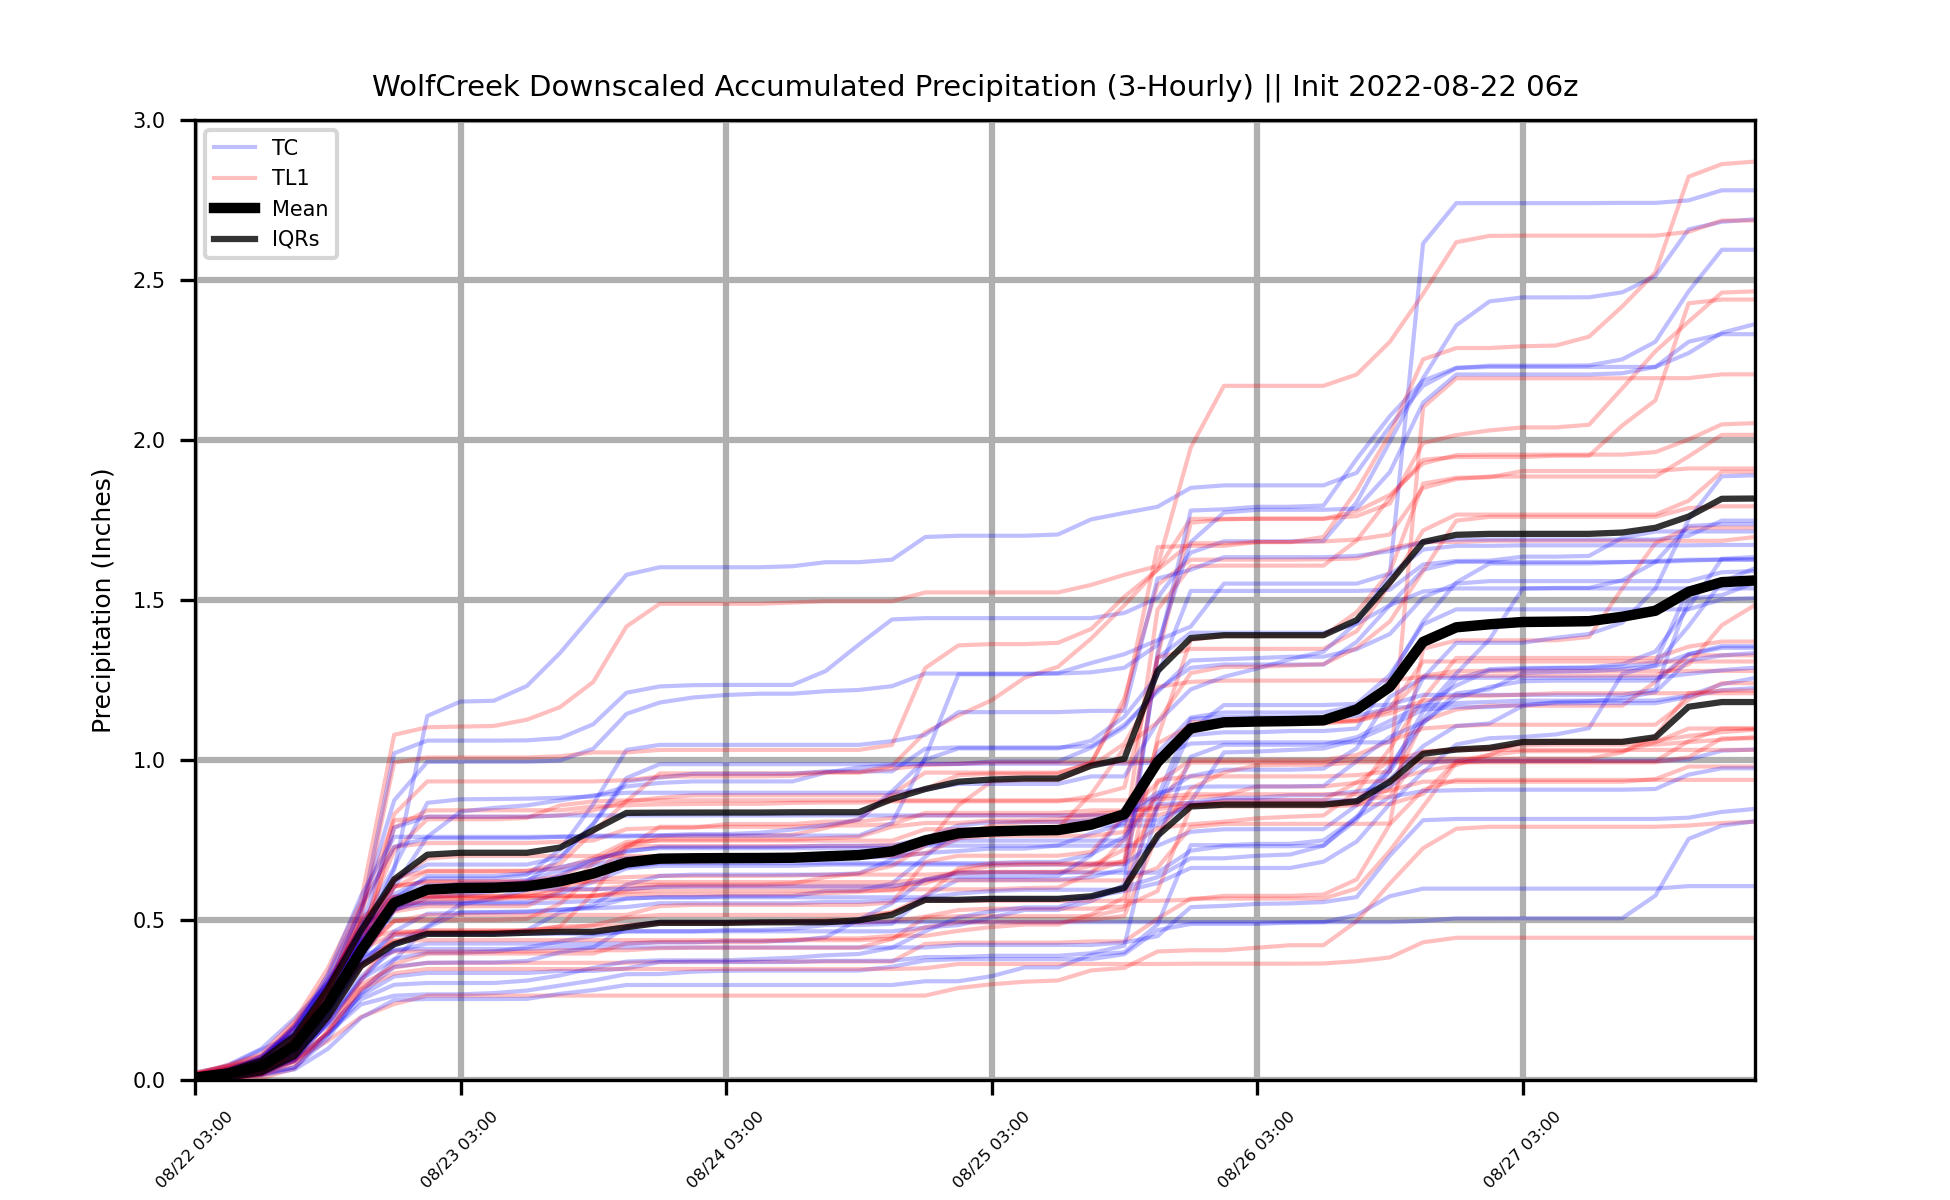 WolfCreek Downscaled Accumulated Precipitation (3-Hourly) || Init 2022-08-22 06z
TC
TL1
Mean
IQRs
Precipitation (Inches)
3.0
2.5
2.0
1.5
1.0
0.5
0.0
08/22 03:00
08/23 03:00
08/24 03:00
08/25 03:00
08/26 03:00
08/27 03:00